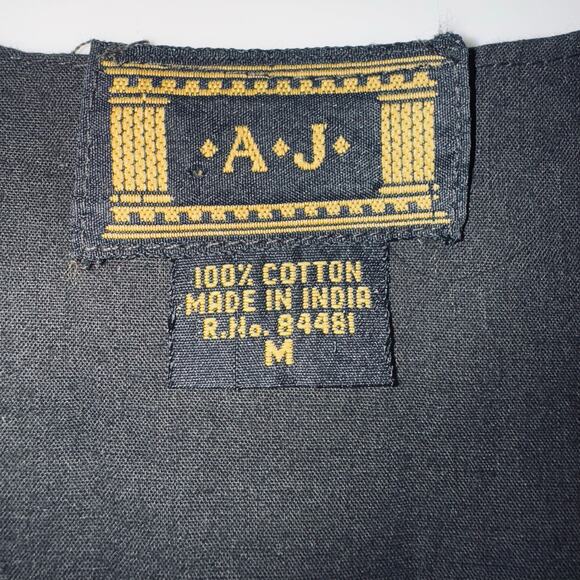 ·A·J·
100% COTTON
MADE IN INDIA
R.No. 84481
M